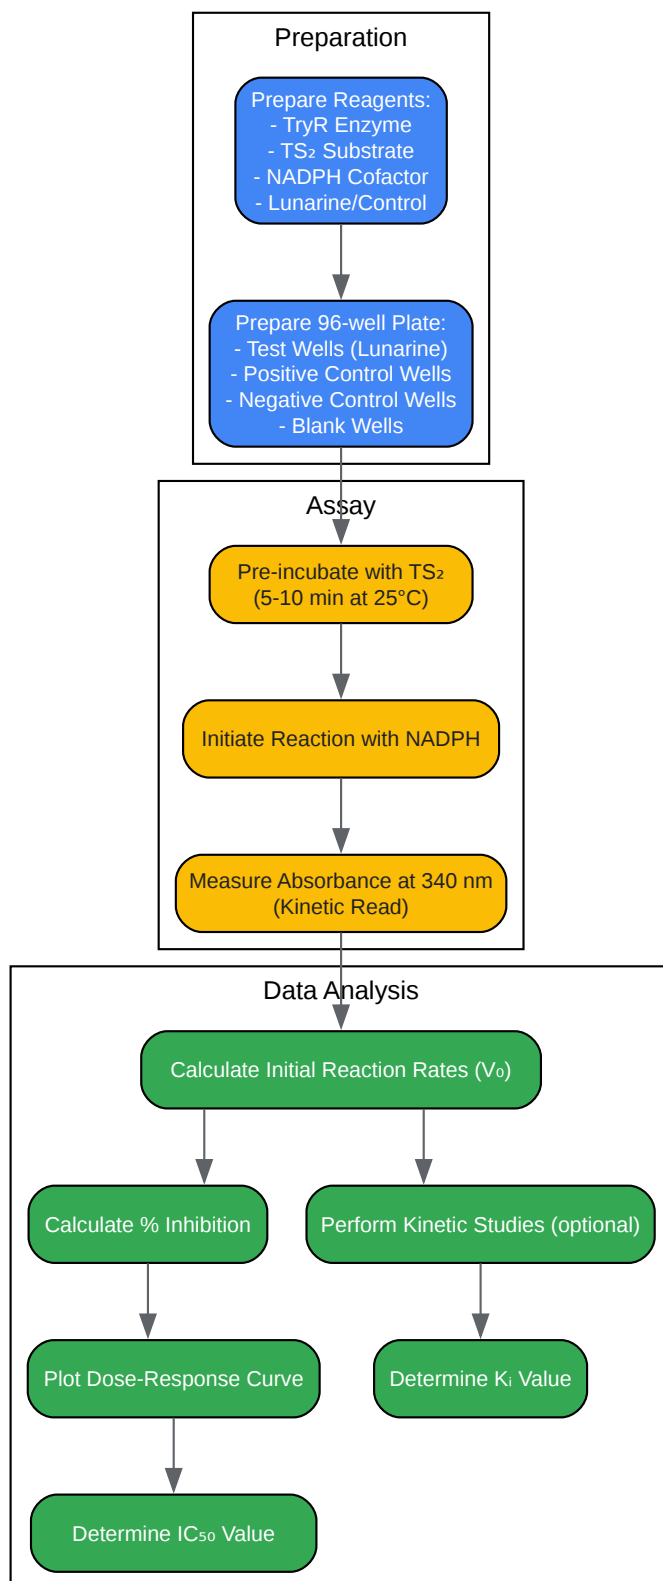 Preparation
Prepare Reagents:
- TryR Enzyme
- TS₂ Substrate
- NADPH Cofactor
- Lunarine/Control
Prepare 96-well Plate:
- Test Wells (Lunarine)
- Positive Control Wells
- Negative Control Wells
- Blank Wells
Assay
Pre-incubate with TS₂
(5-10 min at 25°C)
Initiate Reaction with NADPH
Measure Absorbance at 340 nm
(Kinetic Read)
Data Analysis
Calculate Initial Reaction Rates (V₀)
Calculate % Inhibition
Perform Kinetic Studies (optional)
Plot Dose-Response Curve
Determine Kᵢ Value
Determine IC₅₀ Value